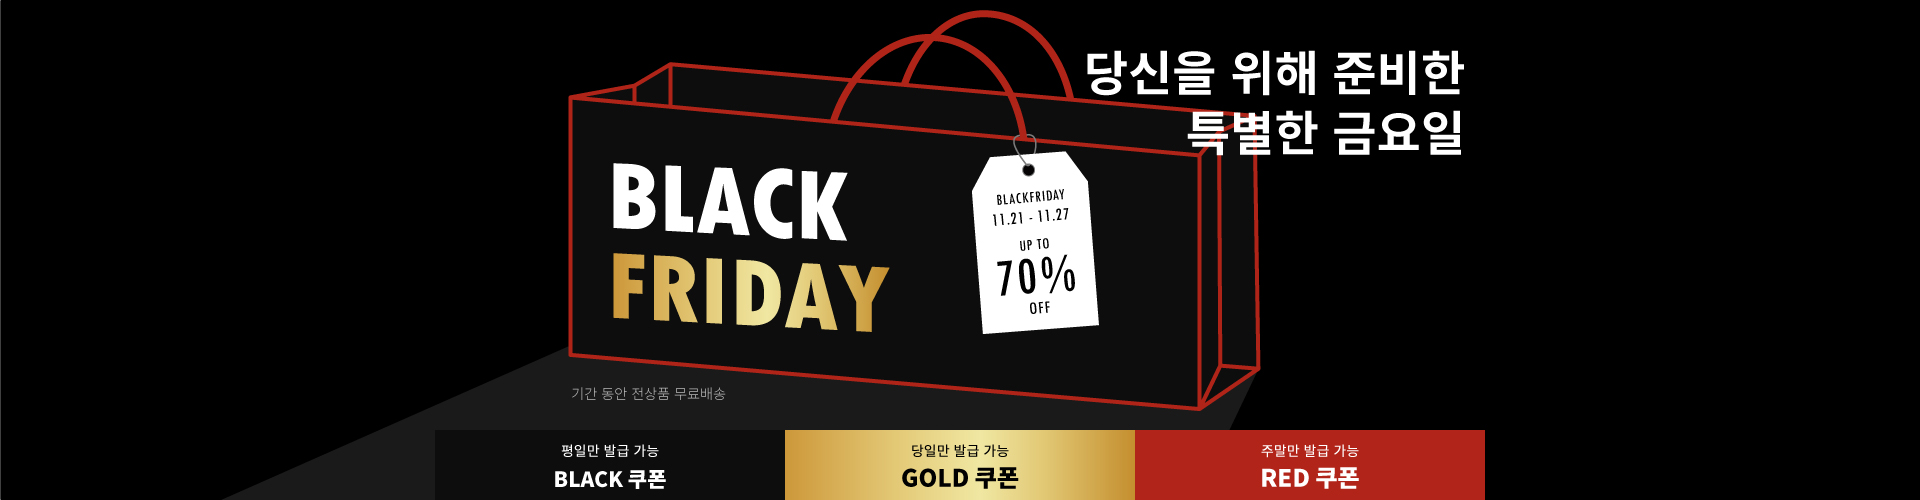 당신을 위해 준비한
특별한 금요일
BLACK
FRIDAY
BLACKFRIDAY
11.21 - 11.27
UP TO
70%
OFF
기간 동안 전상품 무료배송
평일만 발급 가능
BLACK 쿠폰
당일만 발급 가능
GOLD 쿠폰
주말만 발급 가능
RED 쿠폰